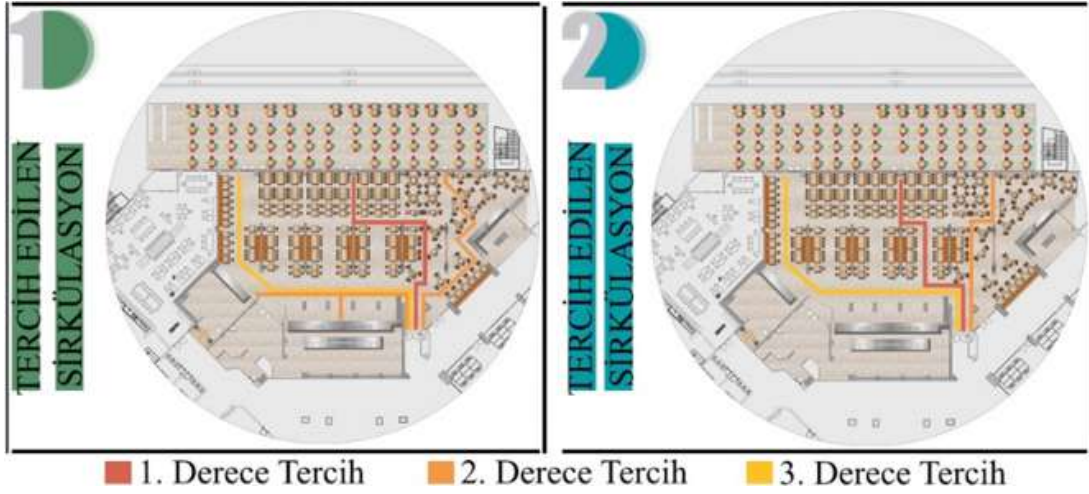 1
TERCİH EDİLEN
SİRKÜLASYON
2
TERCİH EDİLEN
SİRKÜLASYON
1. Derece Tercih
2. Derece Tercih
3. Derece Tercih